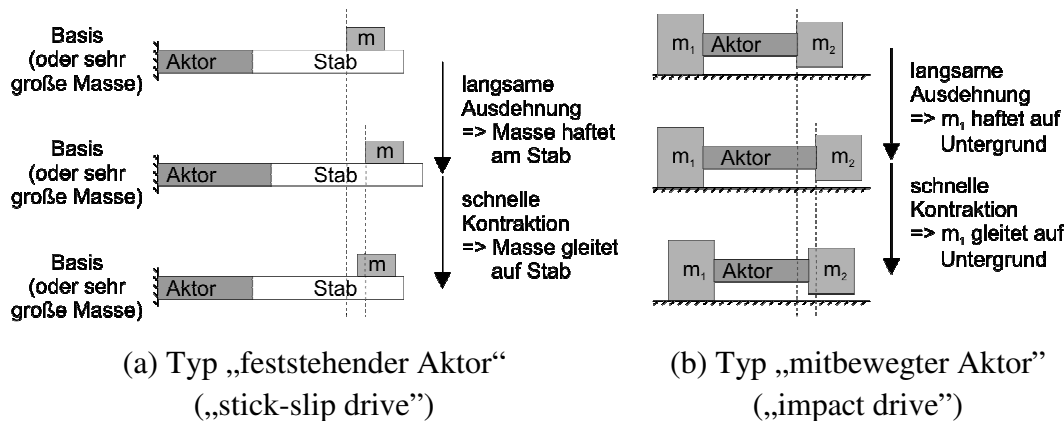 Basis
(oder sehr
große Masse)
Aktor
Stab
m
langsame
Ausdehnung
=> Masse haftet
am Stab
Basis
(oder sehr
große Masse)
Aktor
Stab
m
schnelle
Kontraktion
=> Masse gleitet
auf Stab
Basis
(oder sehr
große Masse)
Aktor
Stab
m
(a) Typ „feststehender Aktor“
(„stick-slip drive”)
m₁
Aktor
m₂
langsame
Ausdehnung
=> m₁ haftet auf
Untergrund
m₁
Aktor
m₂
schnelle
Kontraktion
=> m₁ gleitet auf
Untergrund
m₁
Aktor
m₂
(b) Typ „mitbewegter Aktor”
(„impact drive”)